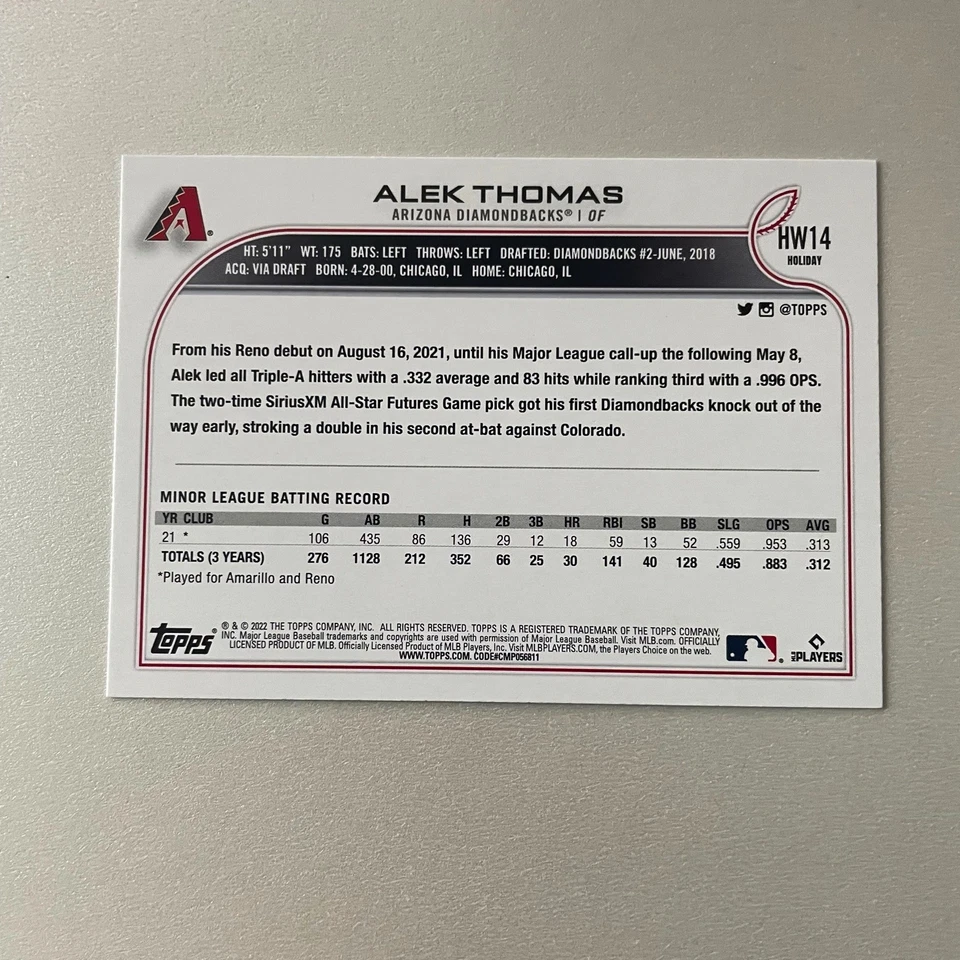 ALEK THOMAS
ARIZONA DIAMONDBACKS® | OF
HW14
HOLIDAY
HT: 5'11" WT: 175 BATS: LEFT THROWS: LEFT DRAFTED: DIAMONDBACKS #2-JUNE, 2018
ACQ: VIA DRAFT BORN: 4-28-00, CHICAGO, IL HOME: CHICAGO, IL
@TOPPS
From his Reno debut on August 16, 2021, until his Major League call-up the following May 8,
Alek led all Triple-A hitters with a .332 average and 83 hits while ranking third with a .996 OPS.
The two-time SiriusXM All-Star Futures Game pick got his first Diamondbacks knock out of the
way early, stroking a double in his second at-bat against Colorado.
MINOR LEAGUE BATTING RECORD
YR CLUB G AB R H 2B 3B HR RBI SB BB SLG OPS AVG
21 * 106 435 86 136 29 12 18 59 13 52 .559 .953 .313
TOTALS (3 YEARS) 276 1128 212 352 66 25 30 141 40 128 .495 .883 .312
*Played for Amarillo and Reno
TOPPS®
® & © 2022 THE TOPPS COMPANY, INC. ALL RIGHTS RESERVED. TOPPS IS A REGISTERED TRADEMARK OF THE TOPPS COMPANY,
INC. Major League Baseball trademarks and copyrights are used with permission of Major League Baseball. Visit MLB.com. OFFICIALLY
LICENSED PRODUCT OF MLB. Officially Licensed Product of MLB Players, Inc. Visit MLBPLAYERS.COM, the Players Choice on the web.
WWW.TOPPS.COM. CODE#CMP056811
MLB PLAYERS